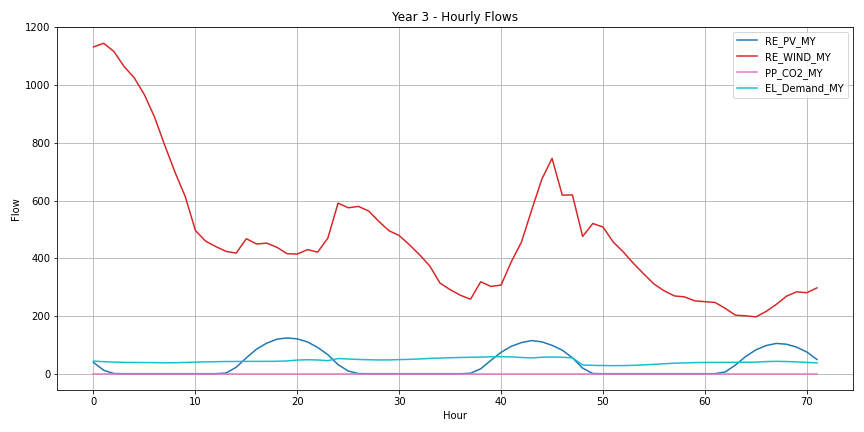 Year 3 - Hourly Flows
RE_PV_MY
RE_WIND_MY
PP_CO2_MY
EL_Demand_MY
Flow
1200
1000
800
600
400
200
0
0 10 20 30 40 50 60 70
Hour